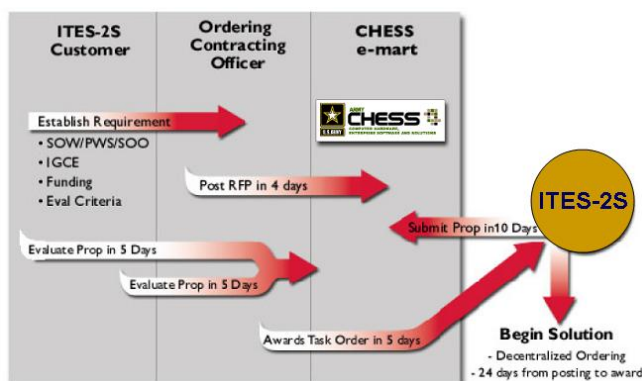 ITES-2S
Customer
Ordering
Contracting
Officer
CHESS
e-mart
Establish Requirement
• SOW/PWS/SOO
• IGCE
• Funding
• Eval Criteria
U.S. ARMY
ARMY
CHESS
COMPUTER HARDWARE,
ENTERPRISE SOFTWARE AND SOLUTIONS
Post RFP in 4 days
ITES-2S
Submit Prop in10 Days
Evaluate Prop in 5 Days
Evaluate Prop in 5 Days
Awards Task Order in 5 days
Begin Solution
- Decentralized Ordering
- 24 days from posting to award